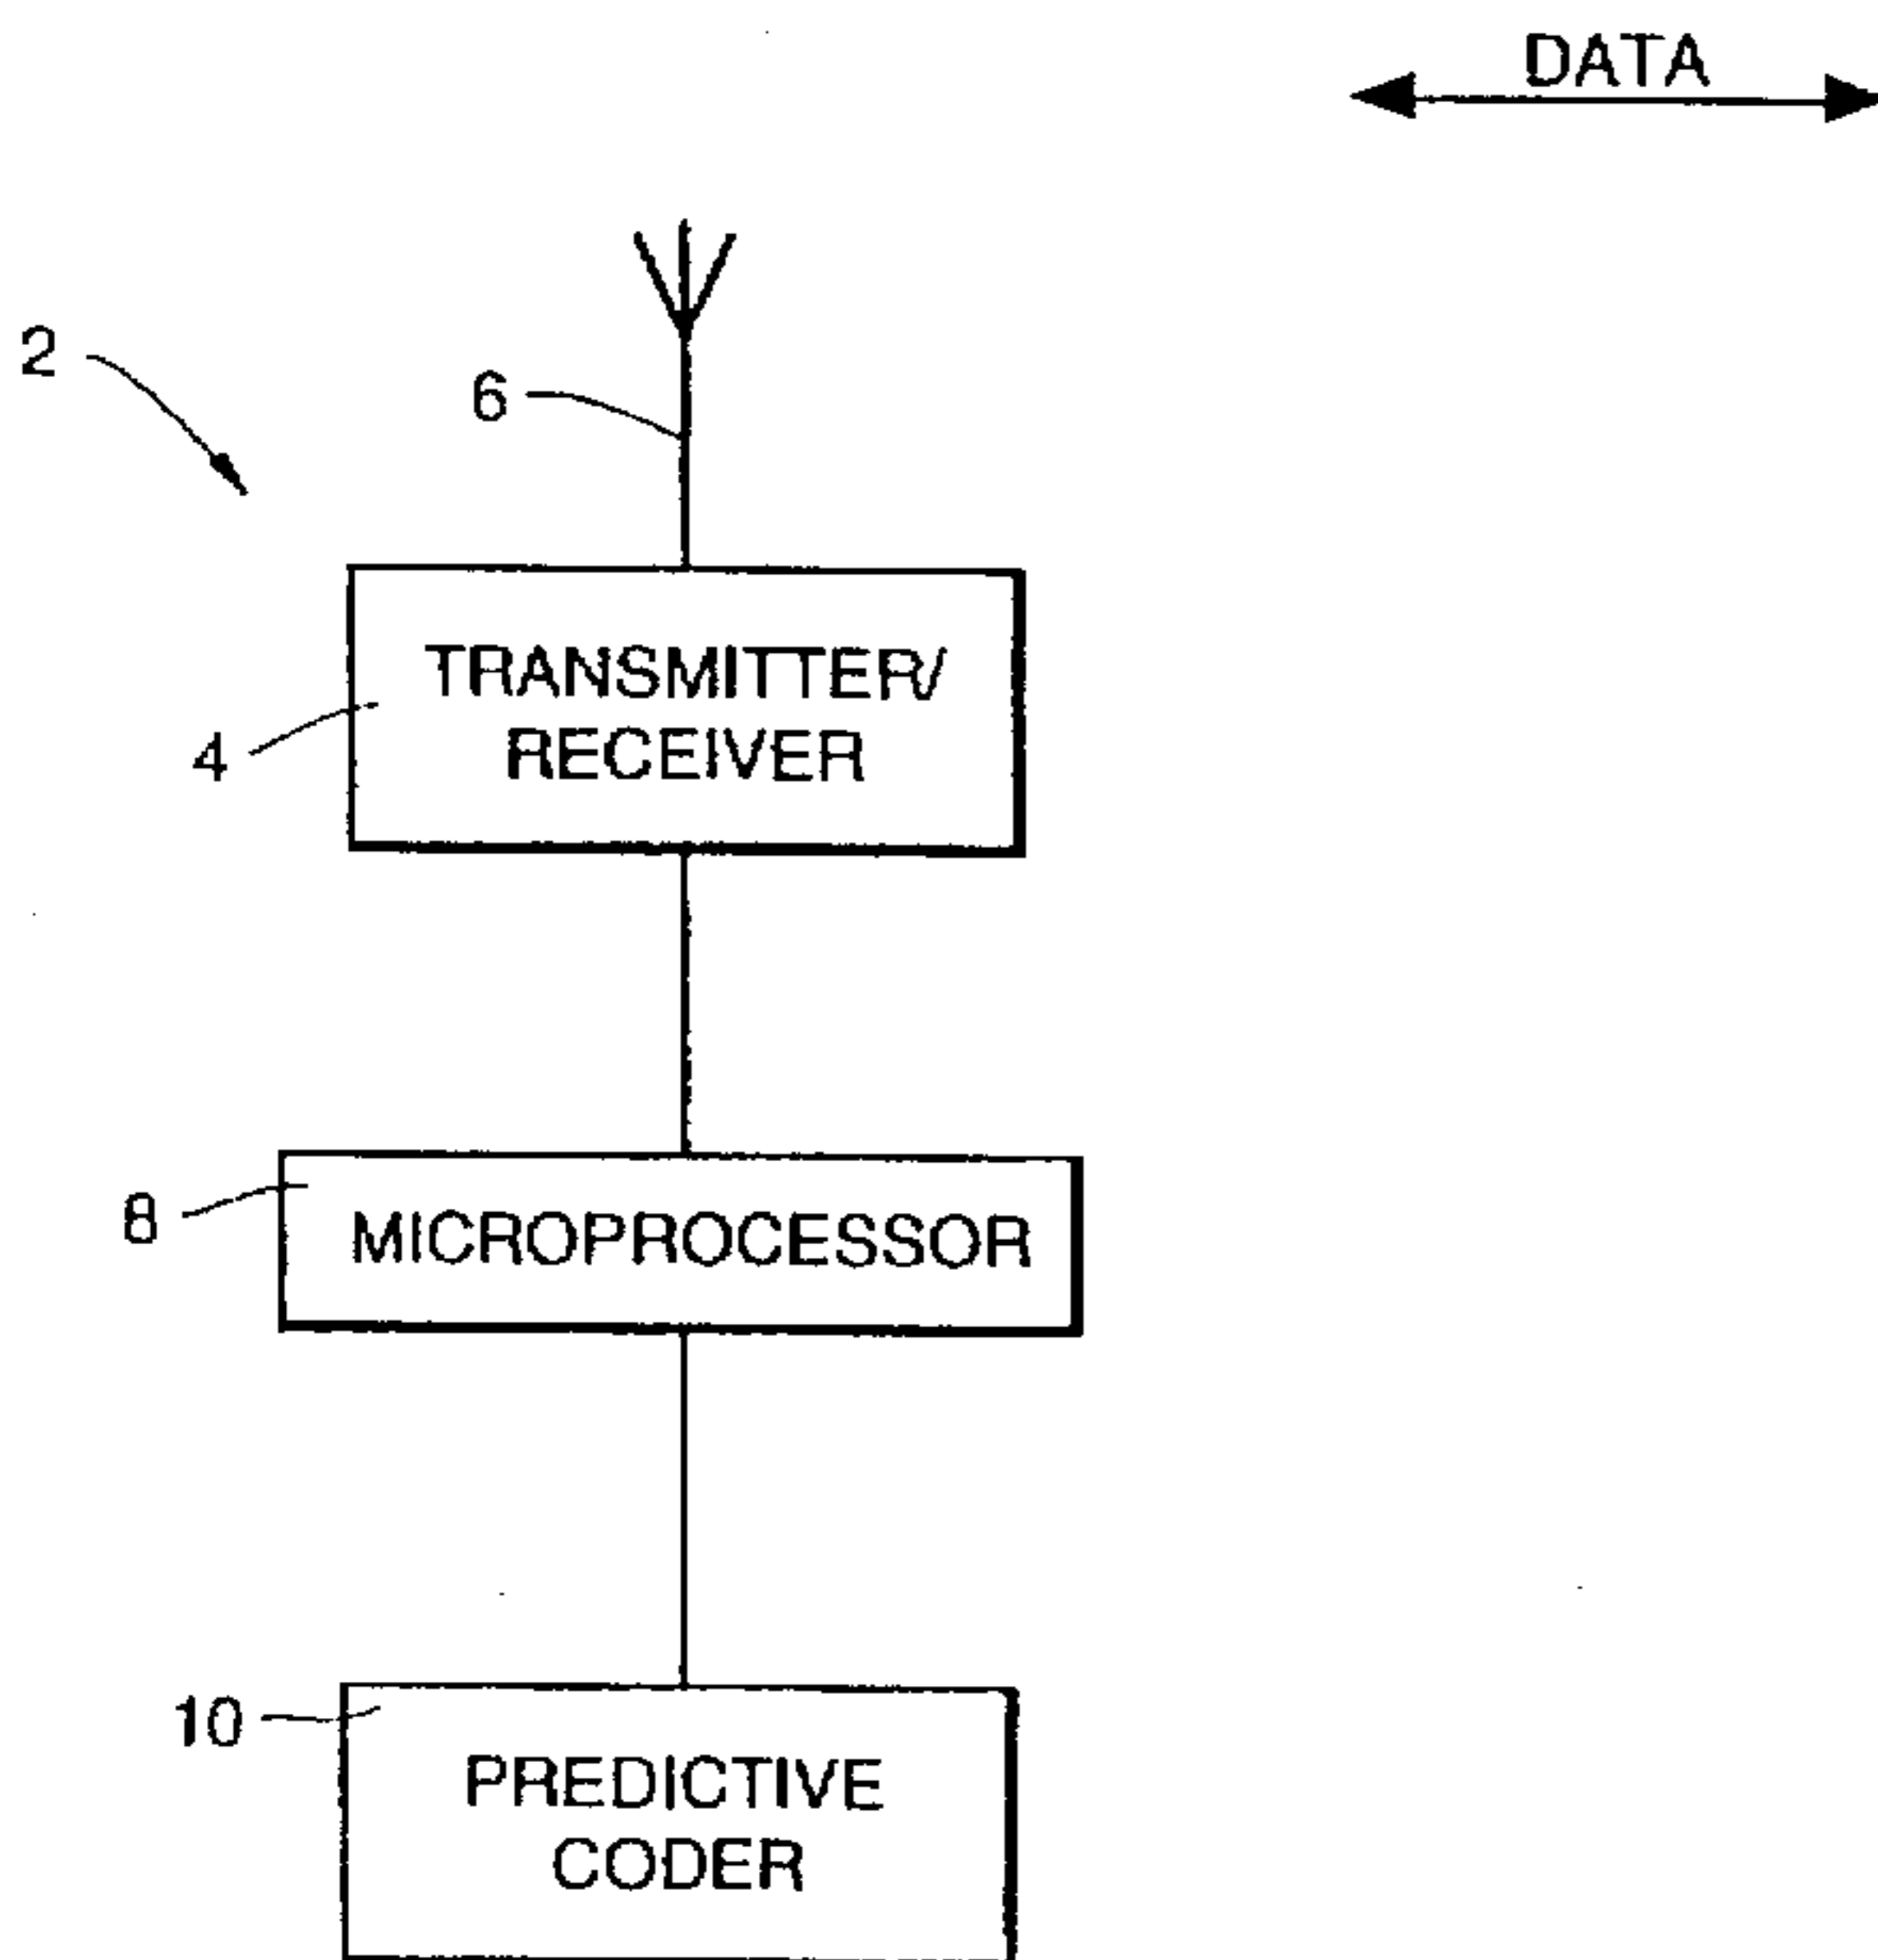 DATA
2
6
TRANSMITTER/
RECEIVER
4
8
MICROPROCESSOR
10
PREDICTIVE
CODER